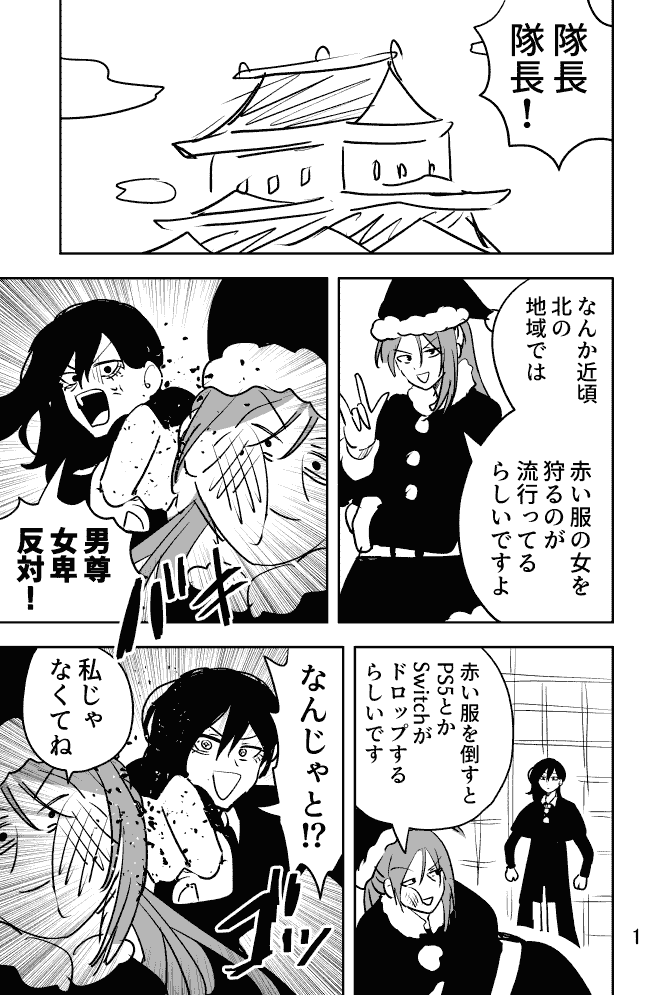 隊長
隊長！
なんか近頃
北の
地域では
赤い服の女を
狩るのが
流行ってる
らしいですよ
男尊
女卑
反対！
バキ
赤い服を倒すと
PS5とか
Switchが
ドロップする
らしいです
なんじゃと!?
ゴッ
私じゃ
なくてね
1